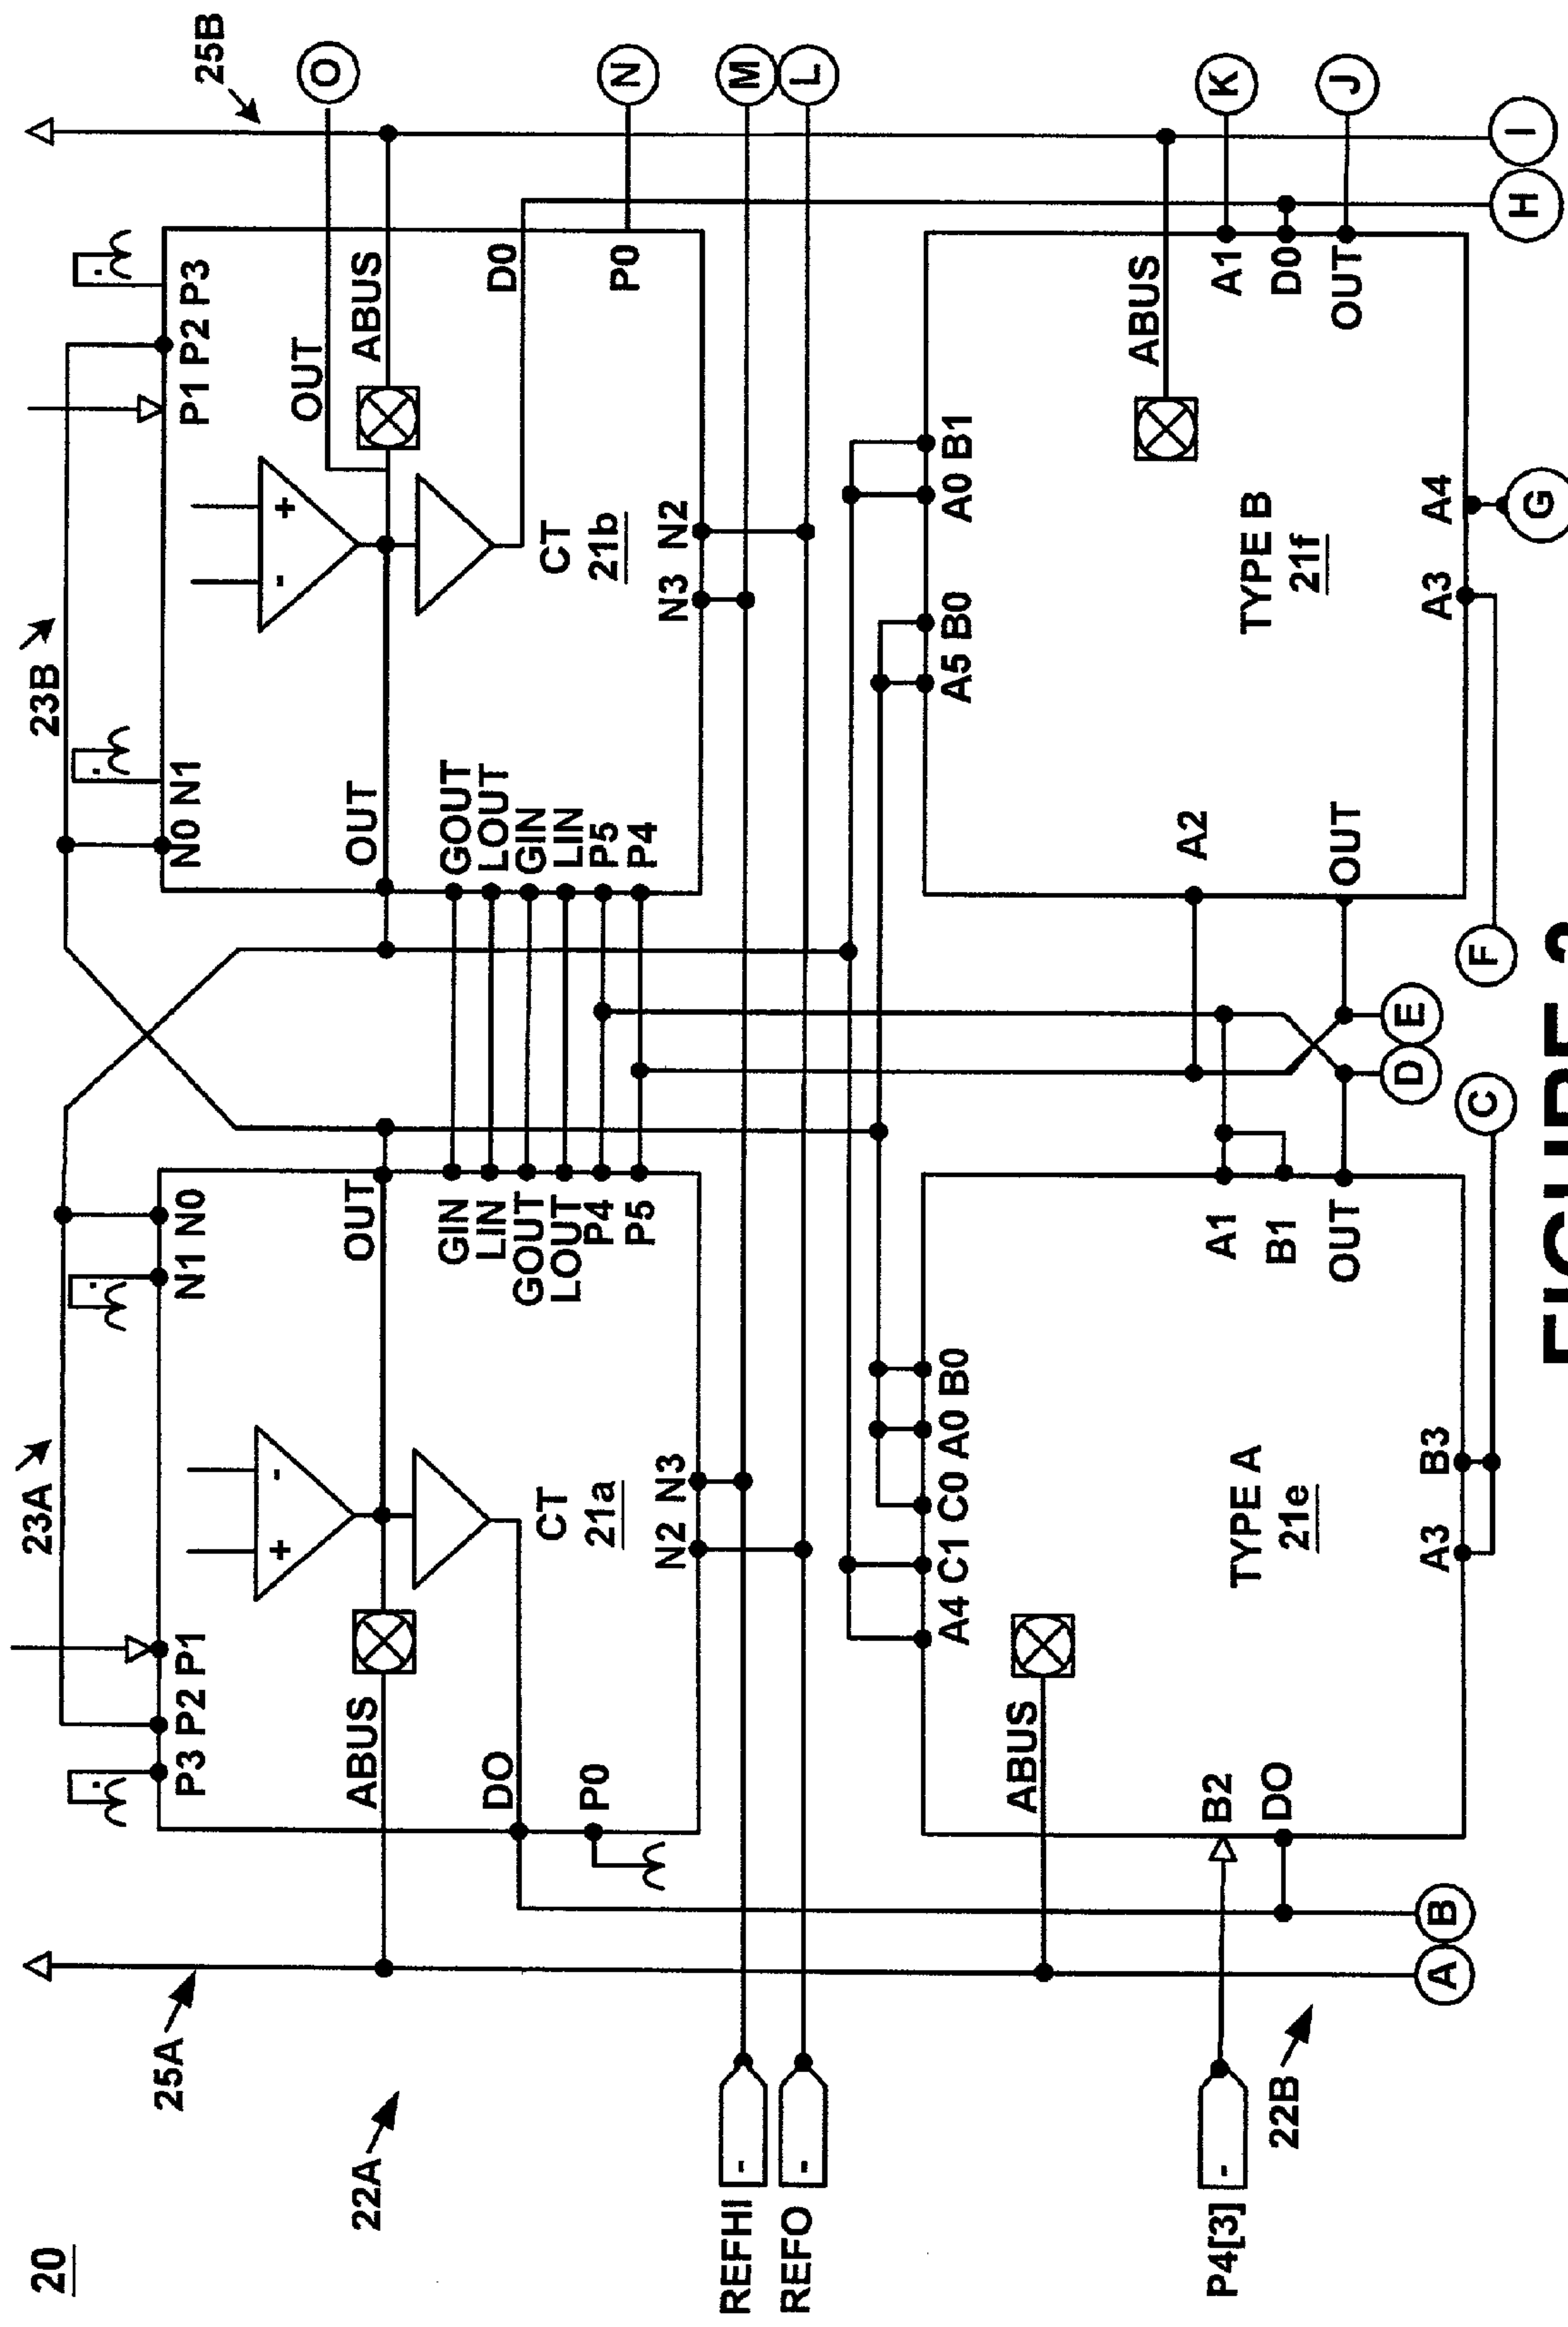 20
23A
23B
25A
P3 P2 P1
N1 N0
N0 N1
P1 P2 P3
25B
+ -
- +
O
22A
ABUS
OUT
OUT
OUT
ABUS
GIN
LIN
GOUT
LOUT
P4
P5
GOUT
LOUT
GIN
LIN
P5
P4
DO
D0
CT
21a
CT
21b
P0
P0
N
N2 N3
N3 N2
REFHI -
M
REFO -
L
A4 C1 C0 A0 B0
A5 B0
A0 B1
ABUS
ABUS
P4[3] -
B2
A1
A2
A1
K
TYPE A
21e
TYPE B
21f
22B
DO
B1
D0
OUT
OUT
OUT
J
D
E
A3
B3
A3
A4
A
B
C
F
G
H
I
FIGURE